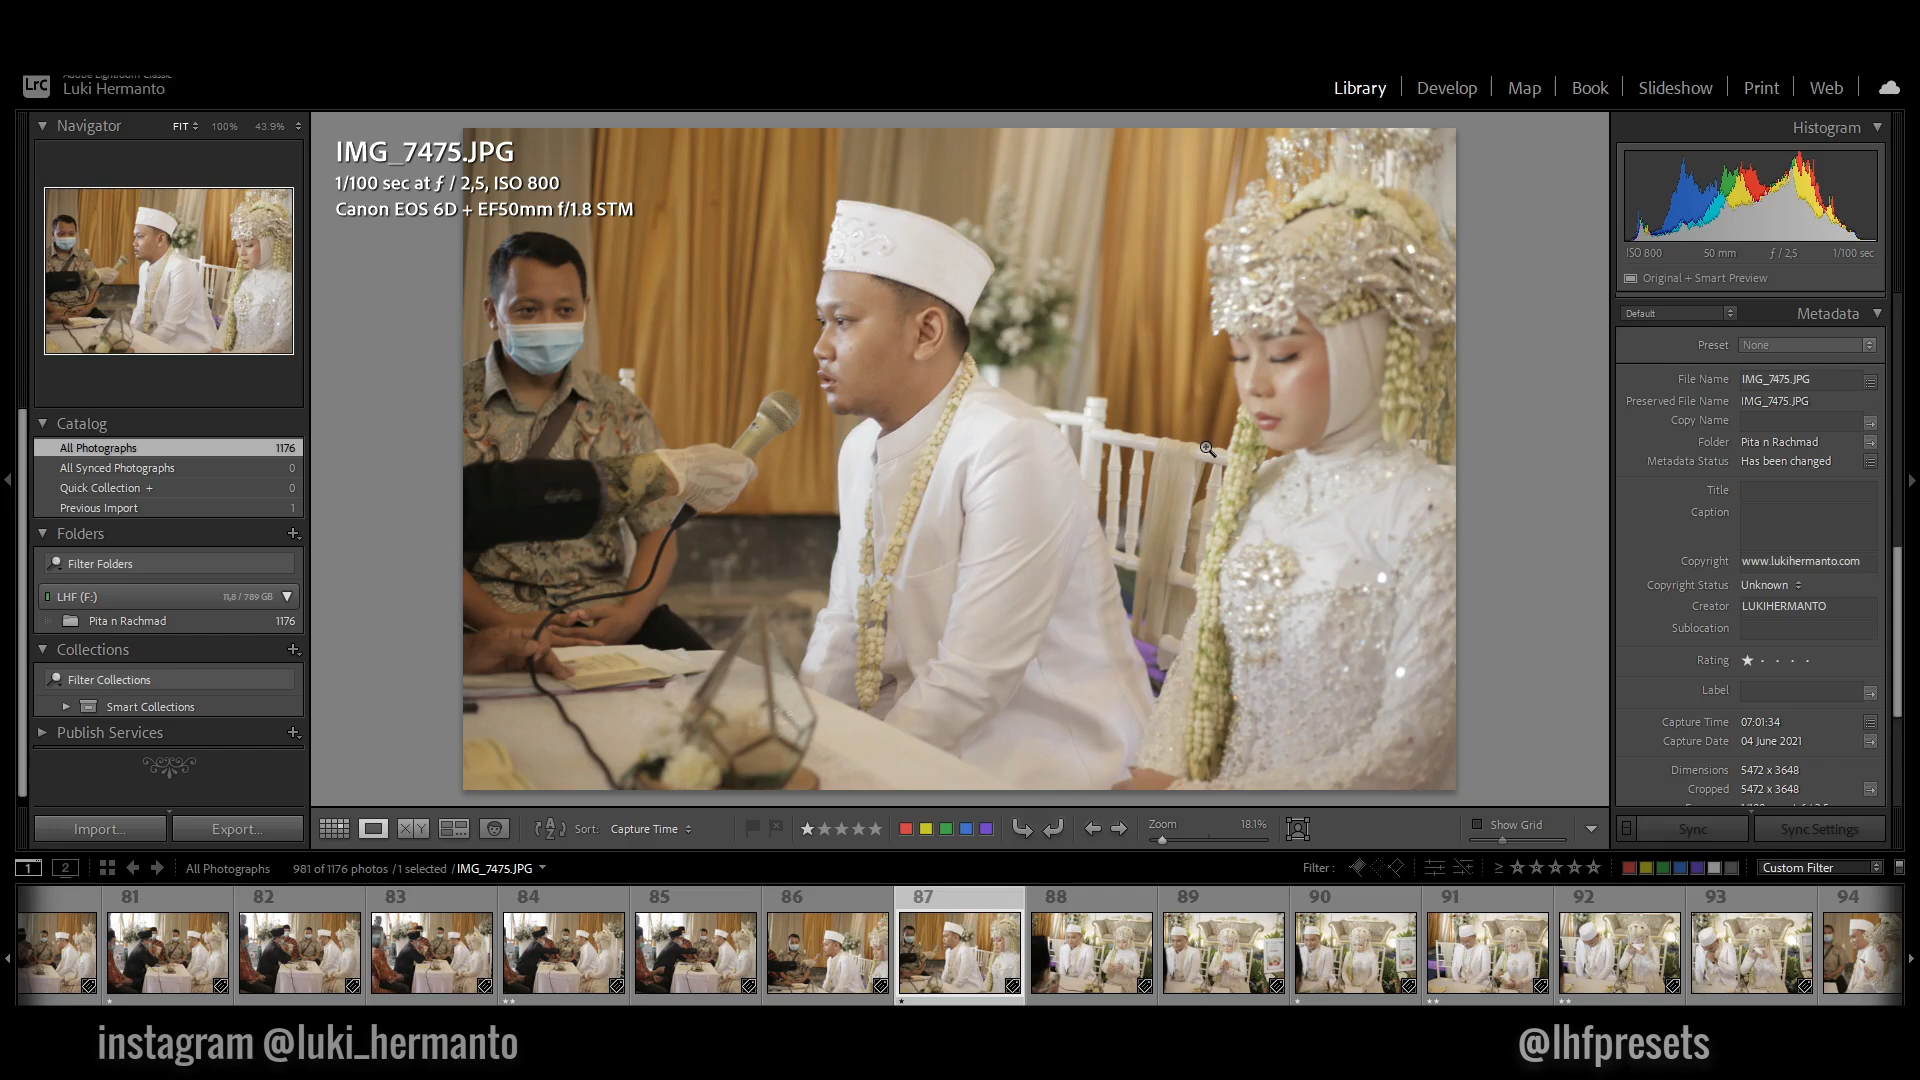 LrC
Adobe Lightroom Classic
Luki Hermanto
Library
Develop
Map
Book
Slideshow
Print
Web
Navigator
FIT
100%
43.9%
Catalog
All Photographs 1176
All Synced Photographs 0
Quick Collection + 0
Previous Import 1
Folders
Filter Folders
LHF (F:) 11,8 / 789 GB
Pita n Rachmad 1176
Collections
Filter Collections
Smart Collections
Publish Services
Import...
Export...
IMG_7475.JPG
1/100 sec at ƒ / 2,5, ISO 800
Canon EOS 6D + EF50mm f/1.8 STM
Histogram
ISO 800 50 mm ƒ / 2,5 1/100 sec
Original + Smart Preview
Default
Metadata
Preset None
File Name IMG_7475.JPG
Preserved File Name IMG_7475.JPG
Copy Name
Folder Pita n Rachmad
Metadata Status Has been changed
Title
Caption
Copyright www.lukihermanto.com
Copyright Status Unknown
Creator LUKIHERMANTO
Sublocation
Rating
Label
Capture Time 07:01:34
Capture Date 04 June 2021
Dimensions 5472 x 3648
Cropped 5472 x 3648
Sync
Sync Settings
X Y
Sort: Capture Time
Zoom 18.1%
Show Grid
1
2
All Photographs
981 of 1176 photos / 1 selected / IMG_7475.JPG
Filter :
Custom Filter
81
82
83
84
85
86
87
88
89
90
91
92
93
94
instagram @luki_hermanto
@lhfpresets